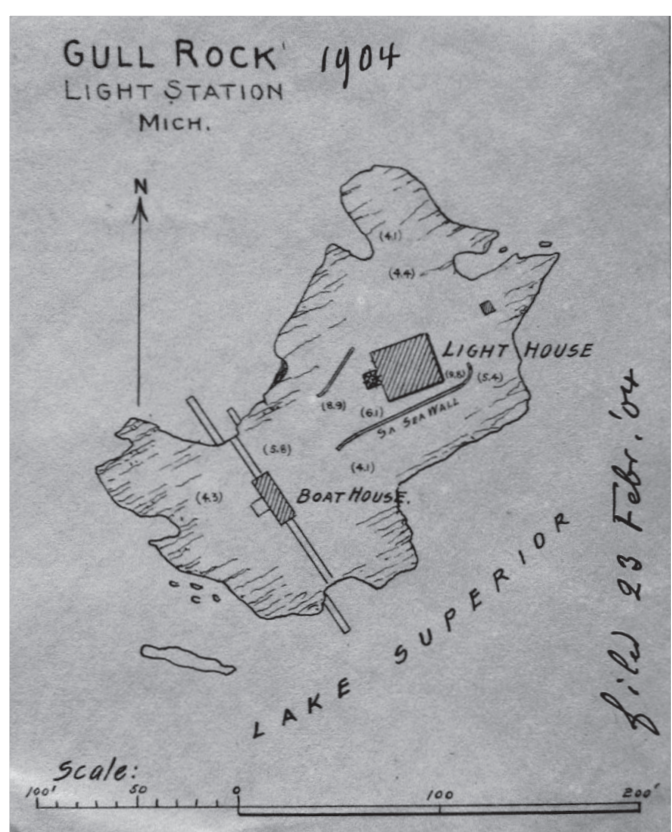 GULL ROCK 1904
LIGHT STATION
MICH.
N
(4.1)
(4.4)
LIGHT HOUSE
(9.8) (5.4)
(8.9)
(6.1)
SEA WALL
(5.8)
(4.1)
(4.3)
BOAT HOUSE.
LAKE SUPERIOR
filed 23 Febr. '04
Scale:
100' 50 0 100 200'